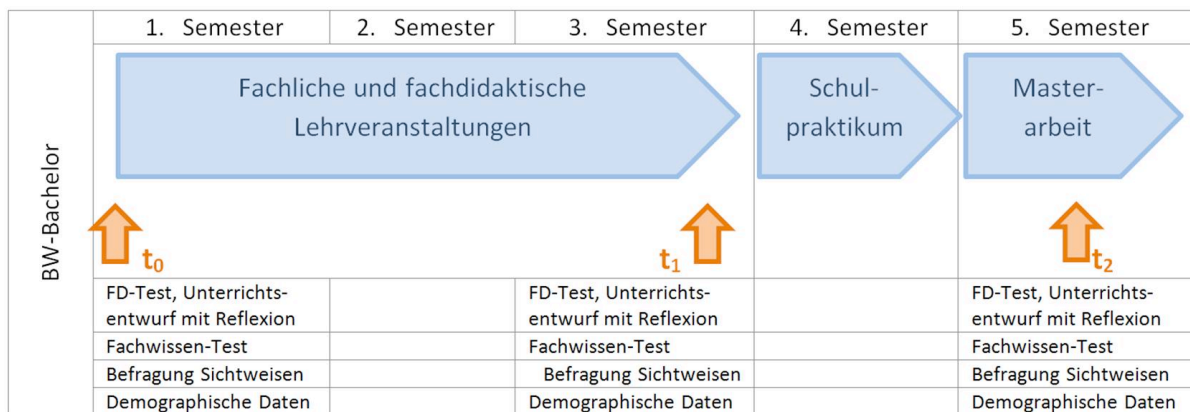 1. Semester 2. Semester 3. Semester 4. Semester 5. Semester
BW-Bachelor
Fachliche und fachdidaktische
Lehrveranstaltungen
Schul-
praktikum
Master-
arbeit
t0
t1
t2
FD-Test, Unterrichts-
entwurf mit Reflexion
FD-Test, Unterrichts-
entwurf mit Reflexion
FD-Test, Unterrichts-
entwurf mit Reflexion
Fachwissen-Test Fachwissen-Test Fachwissen-Test
Befragung Sichtweisen Befragung Sichtweisen Befragung Sichtweisen
Demographische Daten Demographische Daten Demographische Daten